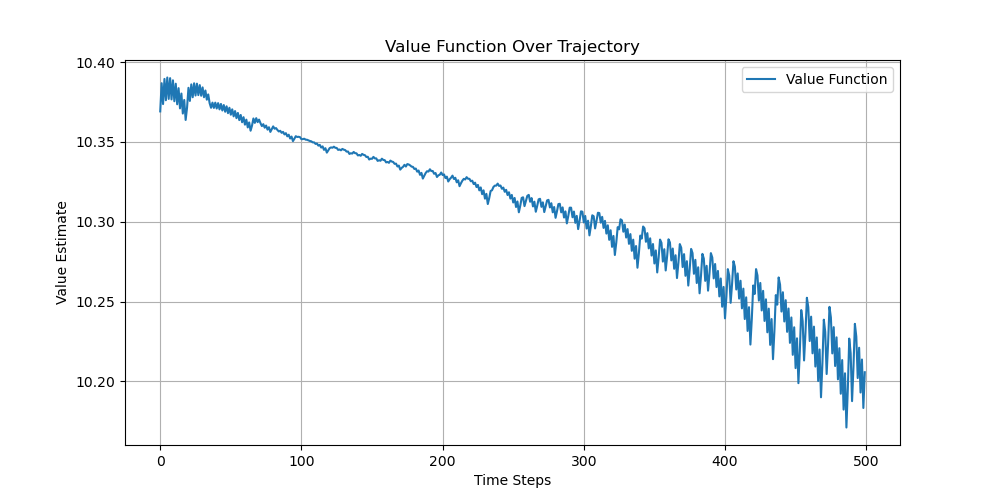 Value Function Over Trajectory
Value Function
10.40
10.35
10.30
10.25
10.20
Value Estimate
0 100 200 300 400 500
Time Steps